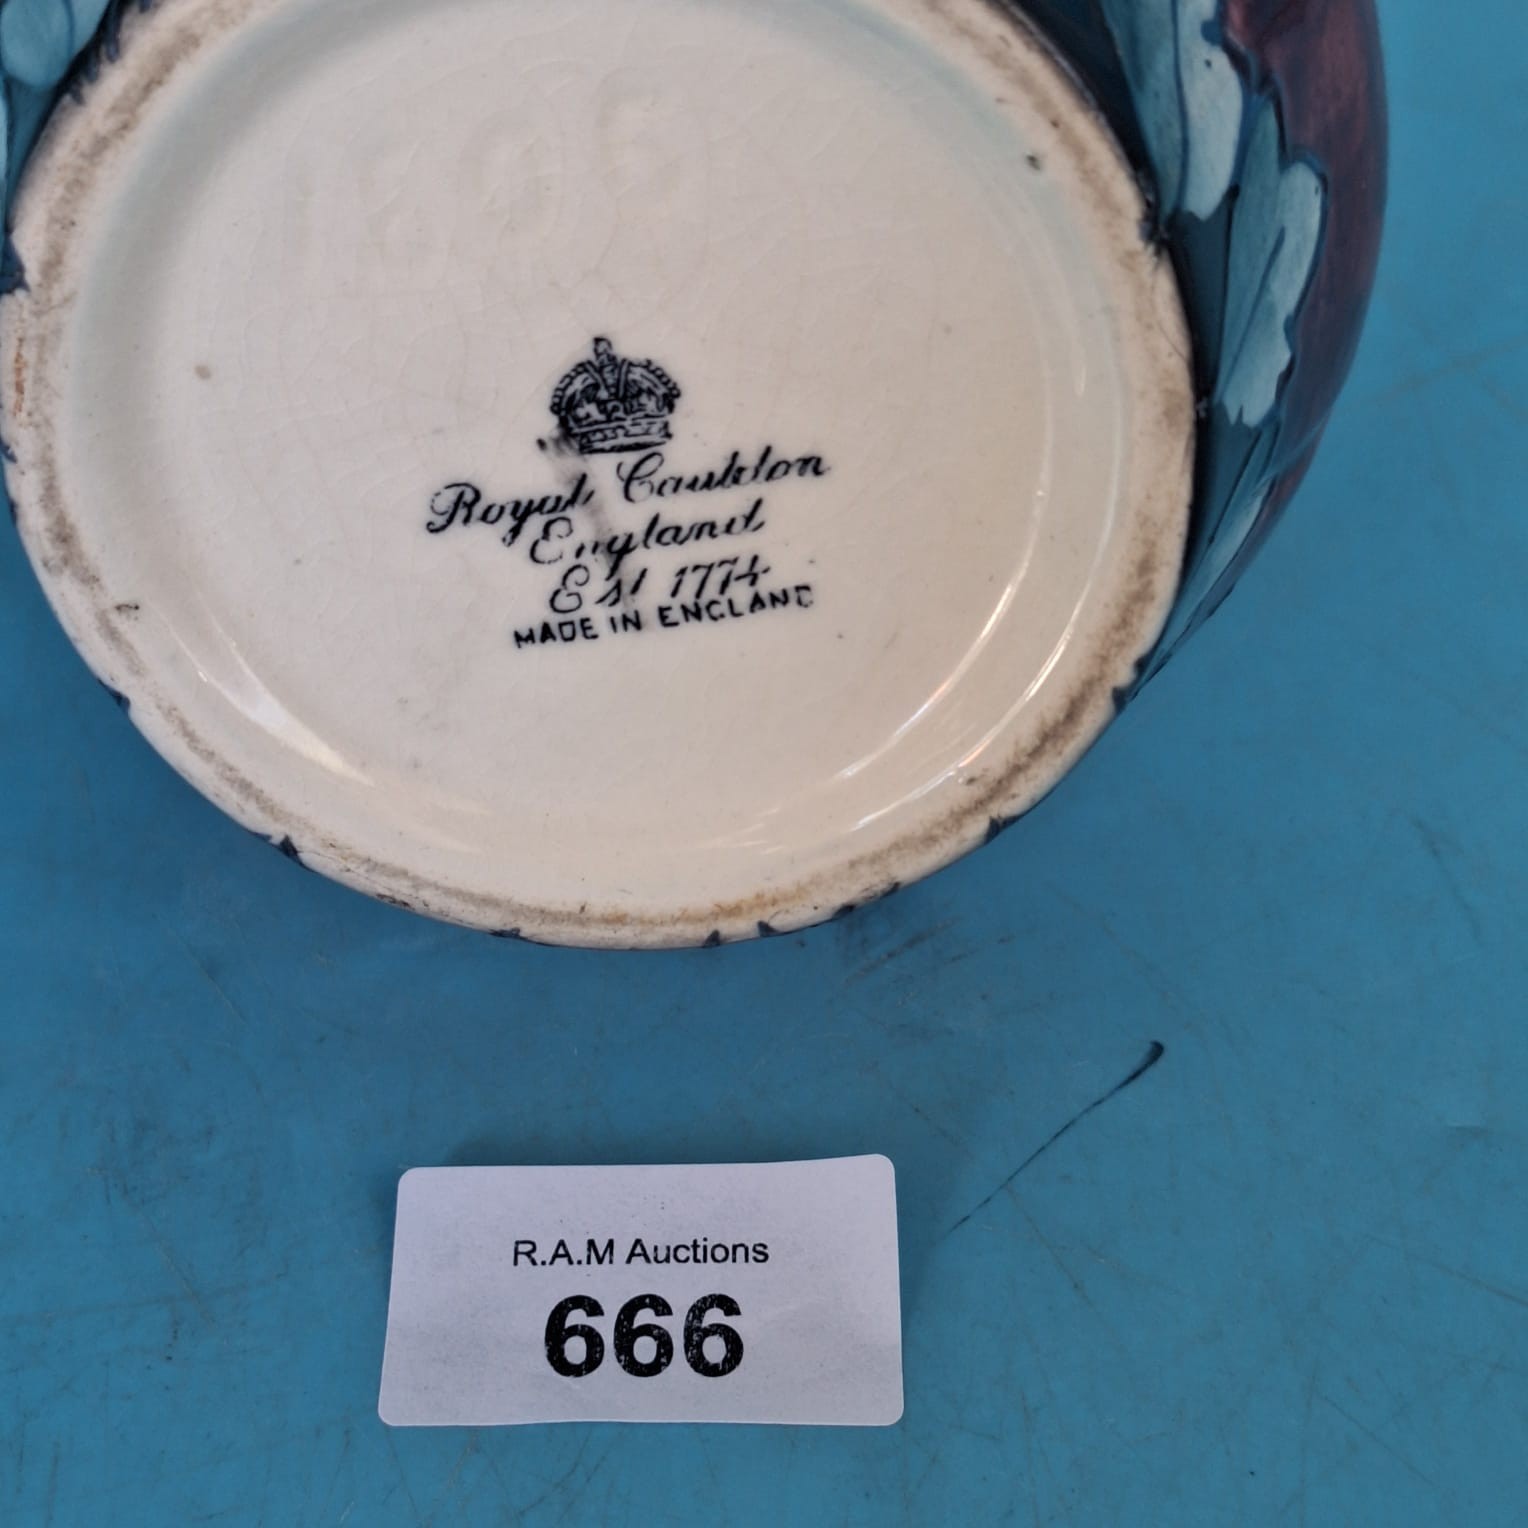 Royal Cauldon
England
Est 1774
MADE IN ENGLAND
R.A.M Auctions
666